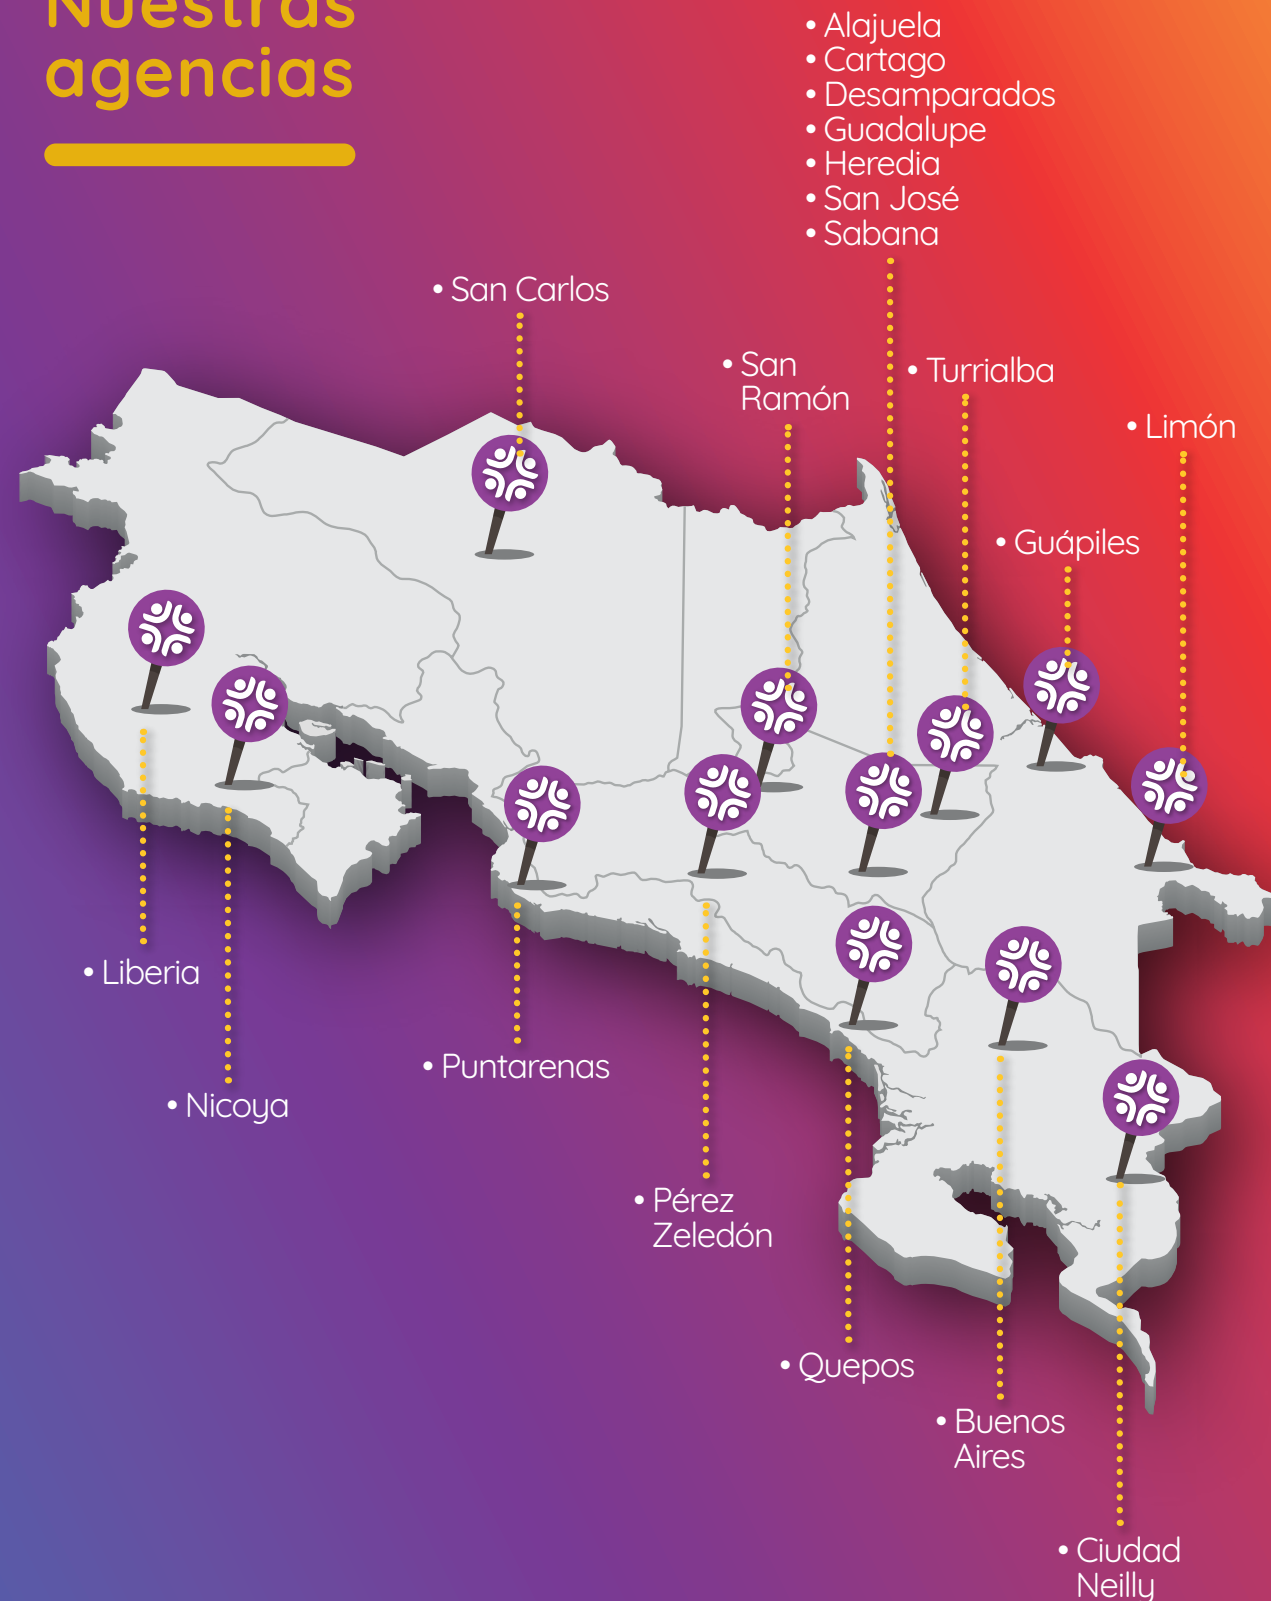 Nuestras
agencias
• Alajuela
• Cartago
• Desamparados
• Guadalupe
• Heredia
• San José
• Sabana
• San Carlos
• San
Ramón
• Turrialba
• Limón
• Guápiles
• Liberia
• Nicoya
• Puntarenas
• Pérez
Zeledón
• Quepos
• Buenos
Aires
• Ciudad
Neilly